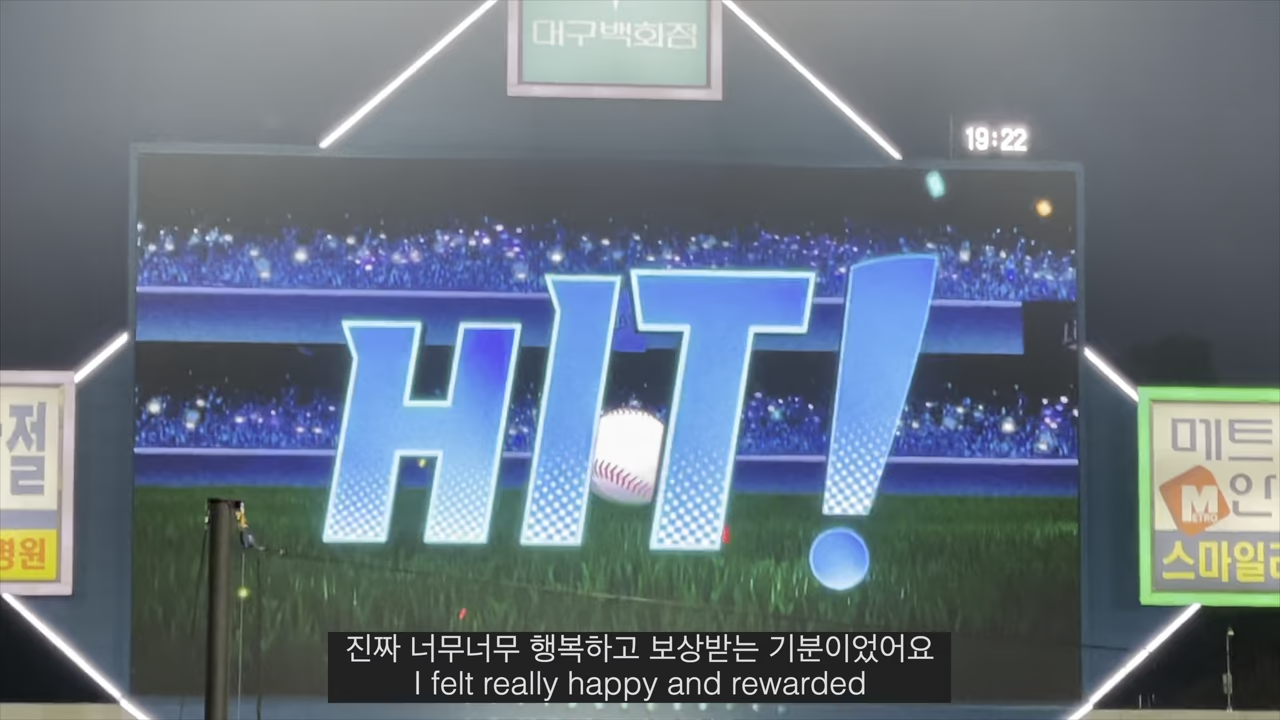 대구백화점
19:22
HIT!
메트
M
METRO
안
스마일
병원
진짜 너무너무 행복하고 보상받는 기분이었어요
I felt really happy and rewarded